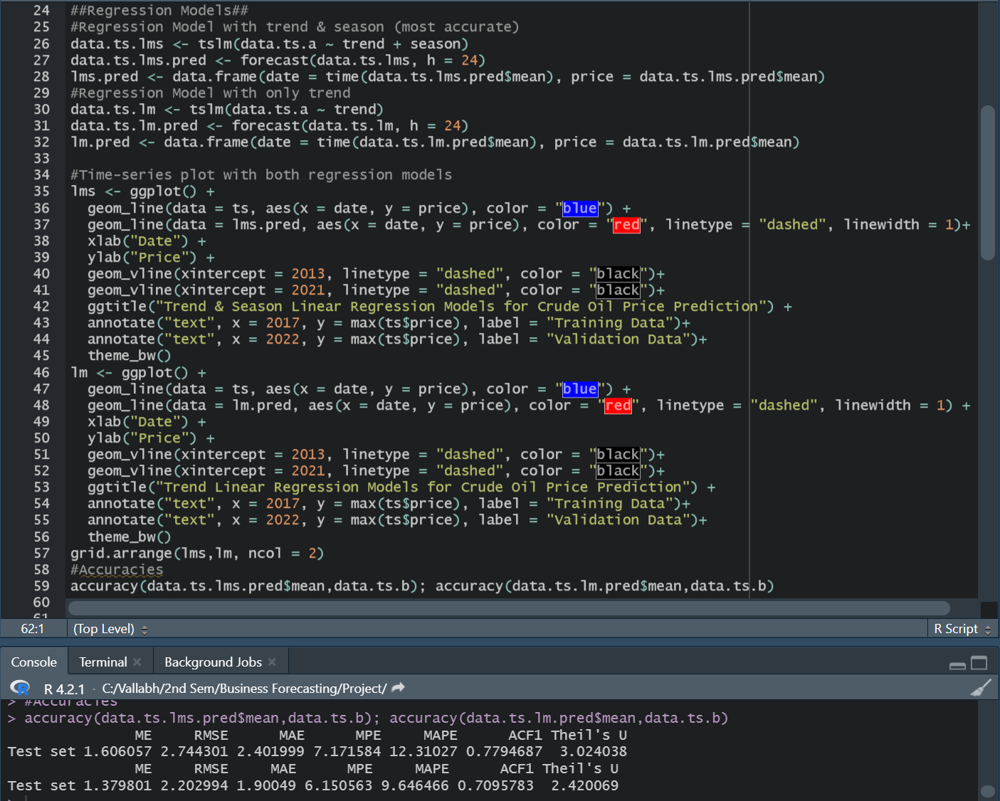 24 ##Regression Models##
25 #Regression Model with trend & season (most accurate)
26 data.ts.lms <- tslm(data.ts.a ~ trend + season)
27 data.ts.lms.pred <- forecast(data.ts.lms, h = 24)
28 lms.pred <- data.frame(date = time(data.ts.lms.pred$mean), price = data.ts.lms.pred$mean)
29 #Regression Model with only trend
30 data.ts.lm <- tslm(data.ts.a ~ trend)
31 data.ts.lm.pred <- forecast(data.ts.lm, h = 24)
32 lm.pred <- data.frame(date = time(data.ts.lm.pred$mean), price = data.ts.lm.pred$mean)
33
34 #Time-series plot with both regression models
35 lms <- ggplot() +
36   geom_line(data = ts, aes(x = date, y = price), color = "blue") +
37   geom_line(data = lms.pred, aes(x = date, y = price), color = "red", linetype = "dashed", linewidth = 1)+
38   xlab("Date") +
39   ylab("Price") +
40   geom_vline(xintercept = 2013, linetype = "dashed", color = "black")+
41   geom_vline(xintercept = 2021, linetype = "dashed", color = "black")+
42   ggtitle("Trend & Season Linear Regression Models for Crude Oil Price Prediction") +
43   annotate("text", x = 2017, y = max(ts$price), label = "Training Data")+
44   annotate("text", x = 2022, y = max(ts$price), label = "Validation Data")+
45   theme_bw()
46 lm <- ggplot() +
47   geom_line(data = ts, aes(x = date, y = price), color = "blue") +
48   geom_line(data = lm.pred, aes(x = date, y = price), color = "red", linetype = "dashed", linewidth = 1) +
49   xlab("Date") +
50   ylab("Price") +
51   geom_vline(xintercept = 2013, linetype = "dashed", color = "black")+
52   geom_vline(xintercept = 2021, linetype = "dashed", color = "black")+
53   ggtitle("Trend Linear Regression Models for Crude Oil Price Prediction") +
54   annotate("text", x = 2017, y = max(ts$price), label = "Training Data")+
55   annotate("text", x = 2022, y = max(ts$price), label = "Validation Data")+
56   theme_bw()
57 grid.arrange(lms,lm, ncol = 2)
58 #Accuracies
59 accuracy(data.ts.lms.pred$mean,data.ts.b); accuracy(data.ts.lm.pred$mean,data.ts.b)
60
61
62:1 (Top Level) R Script
Console Terminal Background Jobs
R 4.2.1 · C:/Vallabh/2nd Sem/Business Forecasting/Project/
> #Accuracies
> accuracy(data.ts.lms.pred$mean,data.ts.b); accuracy(data.ts.lm.pred$mean,data.ts.b)
ME RMSE MAE MPE MAPE ACF1 Theil's U
Test set 1.606057 2.744301 2.401999 7.171584 12.31027 0.7794687 3.024038
ME RMSE MAE MPE MAPE ACF1 Theil's U
Test set 1.379801 2.202994 1.90049 6.150563 9.646466 0.7095783 2.420069
>